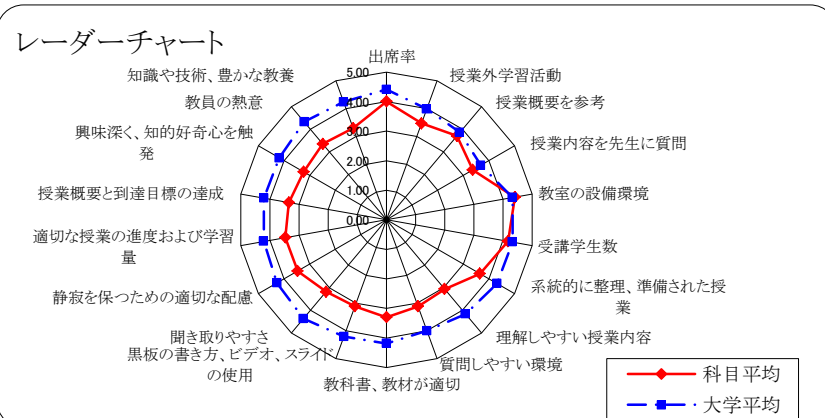 レーダーチャート
出席率
授業外学習活動
授業概要を参考
授業内容を先生に質問
教室の設備環境
受講学生数
系統的に整理、準備された授
業
理解しやすい授業内容
質問しやすい環境
教科書、教材が適切
黒板の書き方、ビデオ、スライド
の使用
聞き取りやすさ
静寂を保つための適切な配慮
適切な授業の進度および学習
量
授業概要と到達目標の達成
興味深く、知的好奇心を触
発
教員の熱意
知識や技術、豊かな教養
5.00
4.00
3.00
2.00
1.00
0.00
科目平均
大学平均